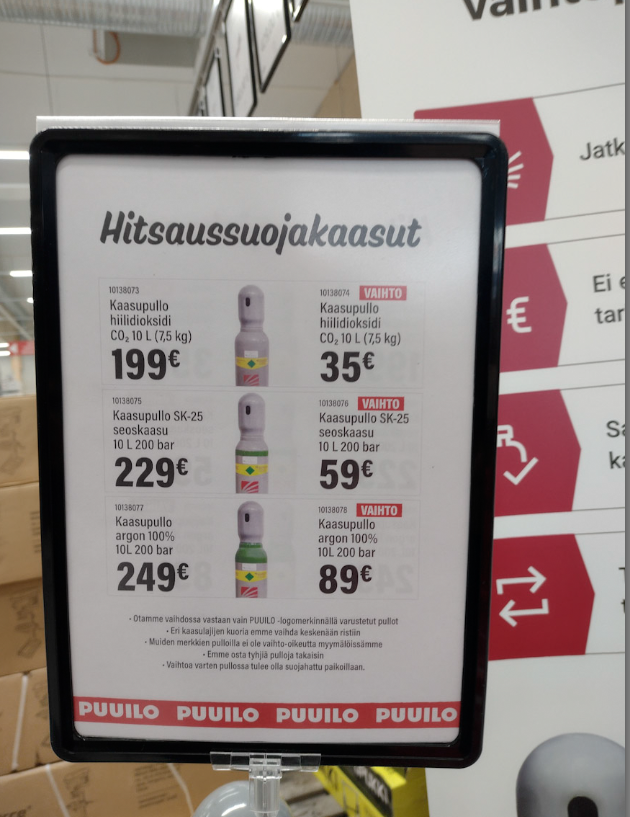 Hitsaussuojakaasut
10138073
Kaasupullo
hiilidioksidi
CO₂ 10 L (7,5 kg)
199€
10138074 VAIHTO
Kaasupullo
hiilidioksidi
CO₂ 10 L (7,5 kg)
35€
10138075
Kaasupullo SK-25
seoskaasu
10 L 200 bar
229€
10138076 VAIHTO
Kaasupullo SK-25
seoskaasu
10 L 200 bar
59€
10138077
Kaasupullo
argon 100%
10L 200 bar
249€
10138078 VAIHTO
Kaasupullo
argon 100%
10L 200 bar
89€
- Otamme vaihdossa vastaan vain PUUILO -logomerkinnällä varustetut pullot
- Eri kaasulajien kuoria emme vaihda keskenään ristiin
- Muiden merkkien pulloilla ei ole vaihto-oikeutta myymälöissämme
- Emme osta tyhjiä pulloja takaisin
- Vaihtoa varten pullossa tulee olla suojahattu paikoillaan.
PUUILO PUUILO PUUILO PUUILO
Jatk
€
Ei